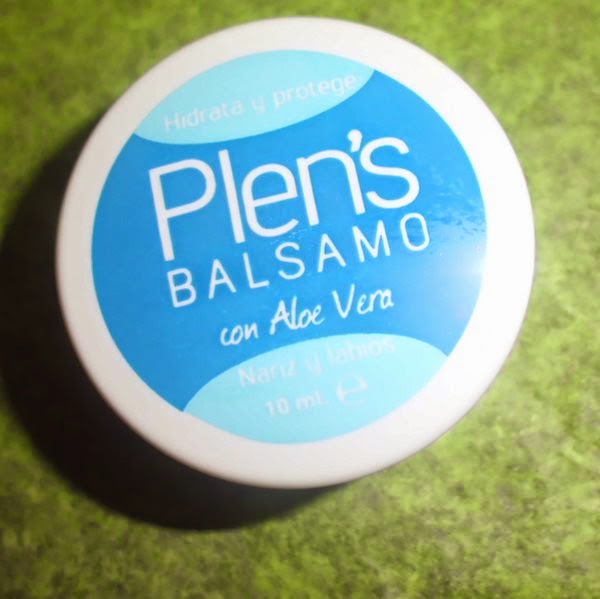 Hidrata y protege
Plen's
BALSAMO
con Aloe Vera
Nariz y labios
10 ml. ℮